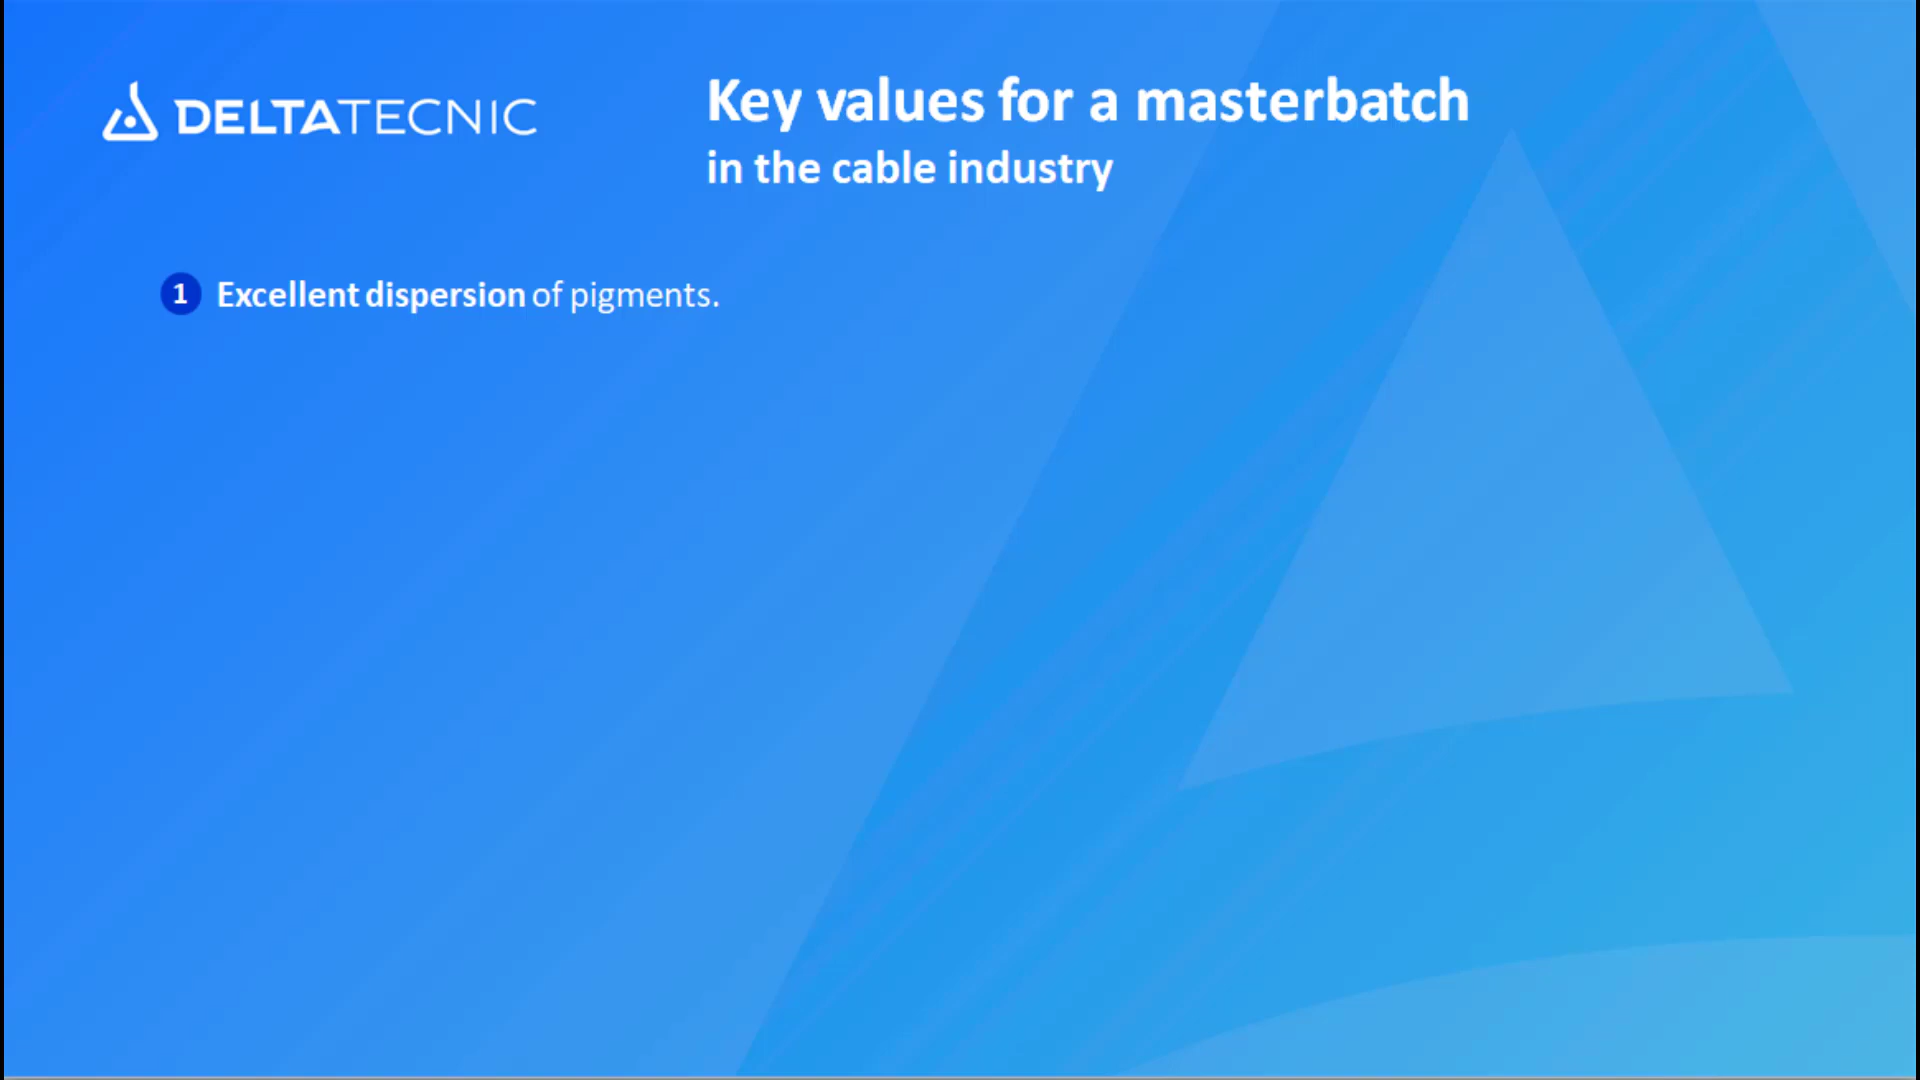 DELTATECNIC
Key values for a masterbatch
in the cable industry
1 Excellent dispersion of pigments.